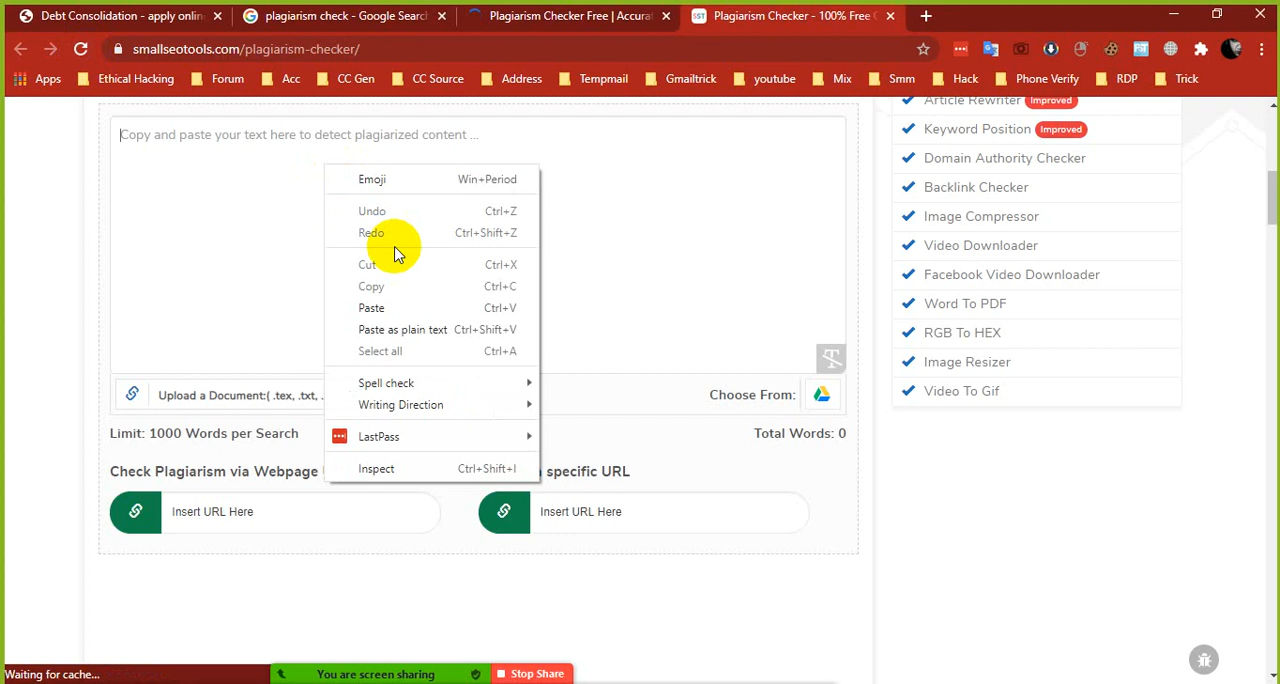 Debt Consolidation - apply onlin
plagiarism check - Google Search
Plagiarism Checker Free | Accurat
SST
Plagiarism Checker - 100% Free O
smallseotools.com/plagiarism-checker/
Apps
Ethical Hacking
Forum
Acc
CC Gen
CC Source
Address
Tempmail
Gmailtrick
youtube
Mix
Smm
Hack
Phone Verify
RDP
Trick
Copy and paste your text here to detect plagiarized content ...
Emoji Win+Period
Undo Ctrl+Z
Redo Ctrl+Shift+Z
Cut Ctrl+X
Copy Ctrl+C
Paste Ctrl+V
Paste as plain text Ctrl+Shift+V
Select all Ctrl+A
Spell check
Writing Direction
LastPass
Inspect Ctrl+Shift+I
Upload a Document:( .tex, .txt, .
Choose From:
Limit: 1000 Words per Search
Total Words: 0
Check Plagiarism via Webpage
specific URL
Insert URL Here
Insert URL Here
Article Rewriter Improved
Keyword Position Improved
Domain Authority Checker
Backlink Checker
Image Compressor
Video Downloader
Facebook Video Downloader
Word To PDF
RGB To HEX
Image Resizer
Video To Gif
Waiting for cache...
You are screen sharing
Stop Share